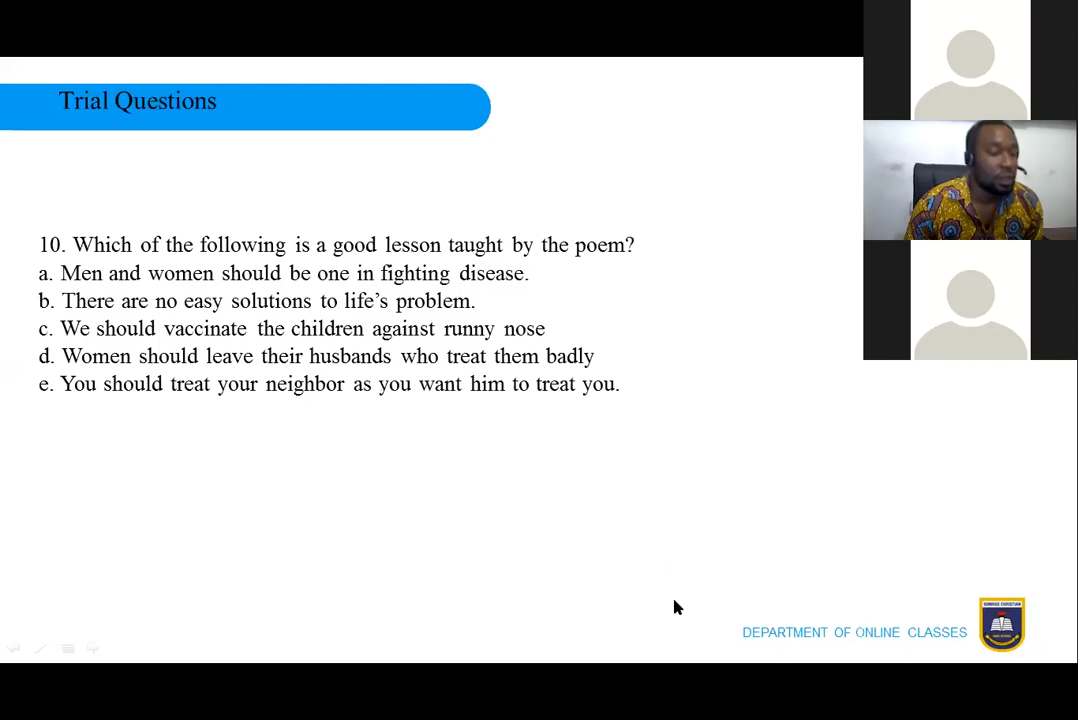 Trial Questions
10. Which of the following is a good lesson taught by the poem?
a. Men and women should be one in fighting disease.
b. There are no easy solutions to life's problem.
c. We should vaccinate the children against runny nose
d. Women should leave their husbands who treat them badly
e. You should treat your neighbor as you want him to treat you.
DEPARTMENT OF ONLINE CLASSES